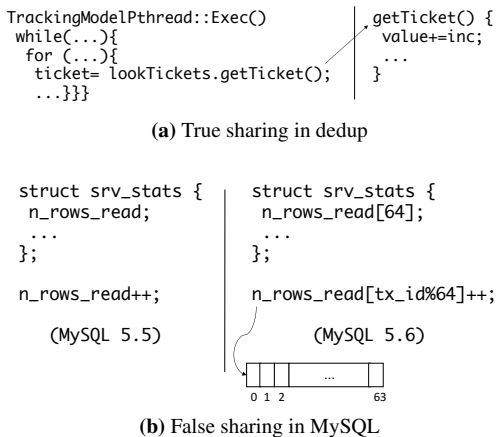 TrackingModelPthread::Exec()
while(...){
for (...){
ticket= lookTickets.getTicket();
...}}}
getTicket() {
value+=inc;
...
}
(a) True sharing in dedup
struct srv_stats {
n_rows_read;
...
};
n_rows_read++;
(MySQL 5.5)
struct srv_stats {
n_rows_read[64];
...
};
n_rows_read[tx_id%64]++;
(MySQL 5.6)
...
0 1 2 63
(b) False sharing in MySQL